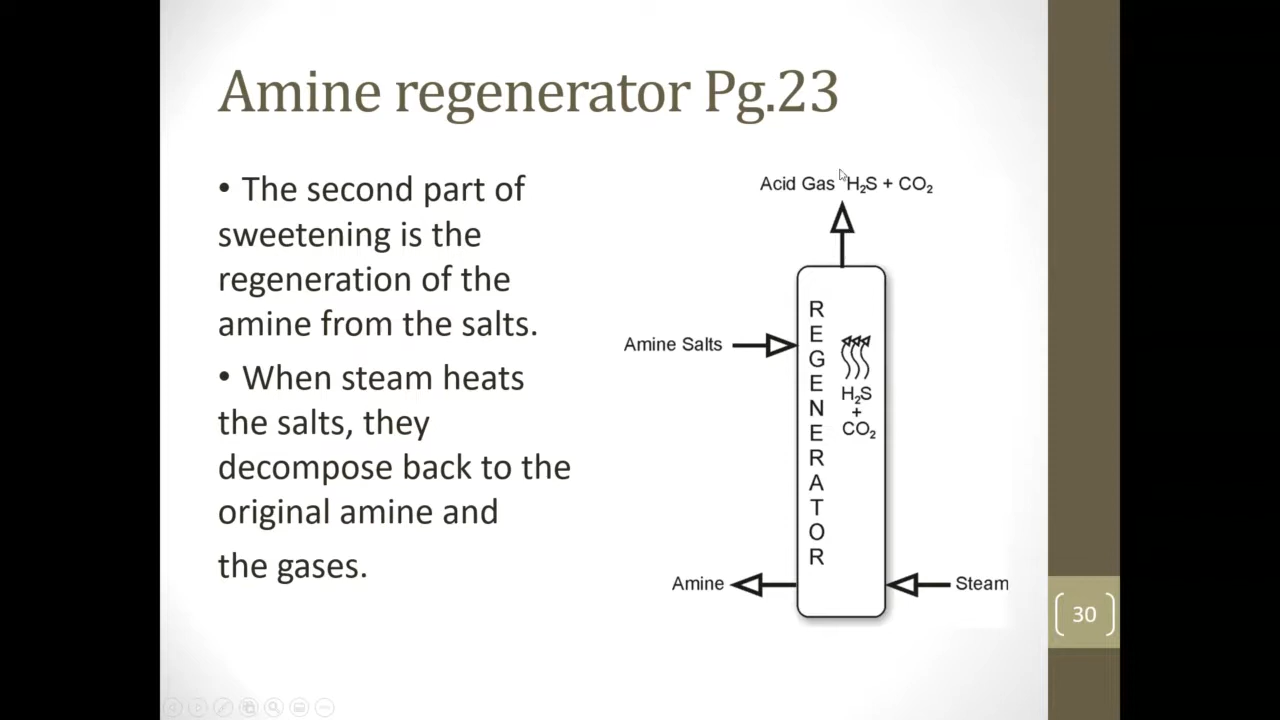 Amine regenerator Pg.23
• The second part of
sweetening is the
regeneration of the
amine from the salts.
• When steam heats
the salts, they
decompose back to the
original amine and
the gases.
Acid Gas H₂S + CO₂
Amine Salts
REGENERATOR
H₂S
+
CO₂
Amine
Steam
30